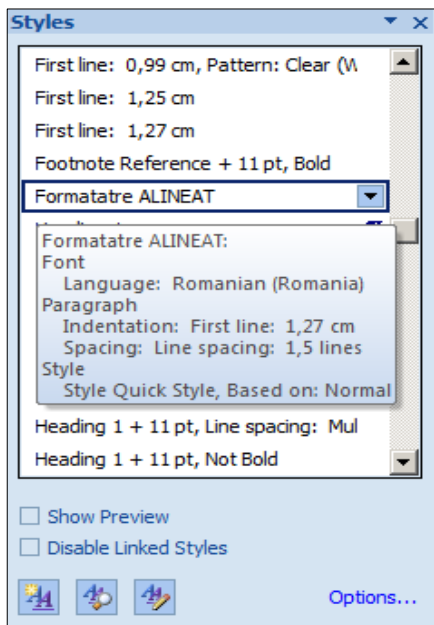 Styles
First line: 0,99 cm, Pattern: Clear (W
First line: 1,25 cm
First line: 1,27 cm
Footnote Reference + 11 pt, Bold
Formatatre ALINEAT
Formatatre ALINEAT:
Font
Language: Romanian (Romania)
Paragraph
Indentation: First line: 1,27 cm
Spacing: Line spacing: 1,5 lines
Style
Style Quick Style, Based on: Normal
Heading 1 + 11 pt, Line spacing: Mul
Heading 1 + 11 pt, Not Bold
Show Preview
Disable Linked Styles
Options...